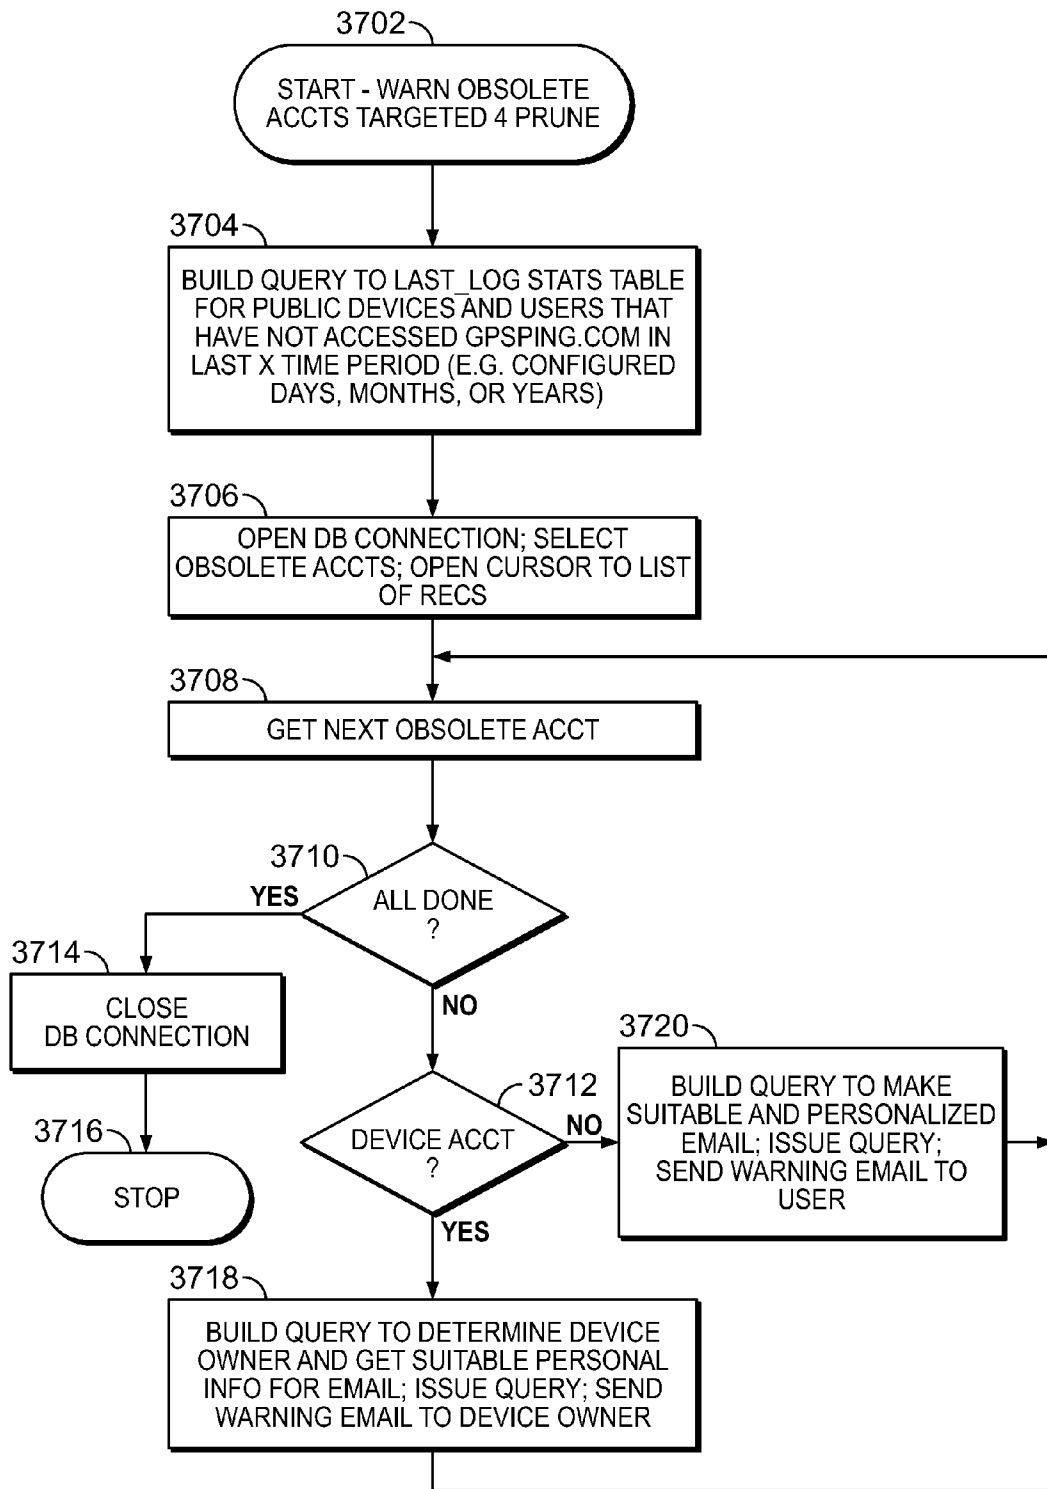 3702
START - WARN OBSOLETE
ACCTS TARGETED 4 PRUNE
3704
BUILD QUERY TO LAST_LOG STATS TABLE
FOR PUBLIC DEVICES AND USERS THAT
HAVE NOT ACCESSED GPSPING.COM IN
LAST X TIME PERIOD (E.G. CONFIGURED
DAYS, MONTHS, OR YEARS)
3706
OPEN DB CONNECTION; SELECT
OBSOLETE ACCTS; OPEN CURSOR TO LIST
OF RECS
3708
GET NEXT OBSOLETE ACCT
3710
ALL DONE
?
YES
3714
CLOSE
DB CONNECTION
3716
STOP
NO
3712
DEVICE ACCT
?
NO
3720
BUILD QUERY TO MAKE
SUITABLE AND PERSONALIZED
EMAIL; ISSUE QUERY;
SEND WARNING EMAIL TO
USER
YES
3718
BUILD QUERY TO DETERMINE DEVICE
OWNER AND GET SUITABLE PERSONAL
INFO FOR EMAIL; ISSUE QUERY; SEND
WARNING EMAIL TO DEVICE OWNER